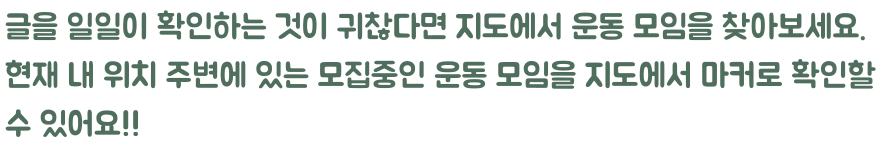 글을 일일이 확인하는 것이 귀찮다면 지도에서 운동 모임을 찾아보세요.
현재 내 위치 주변에 있는 모집중인 운동 모임을 지도에서 마커로 확인할
수 있어요!!